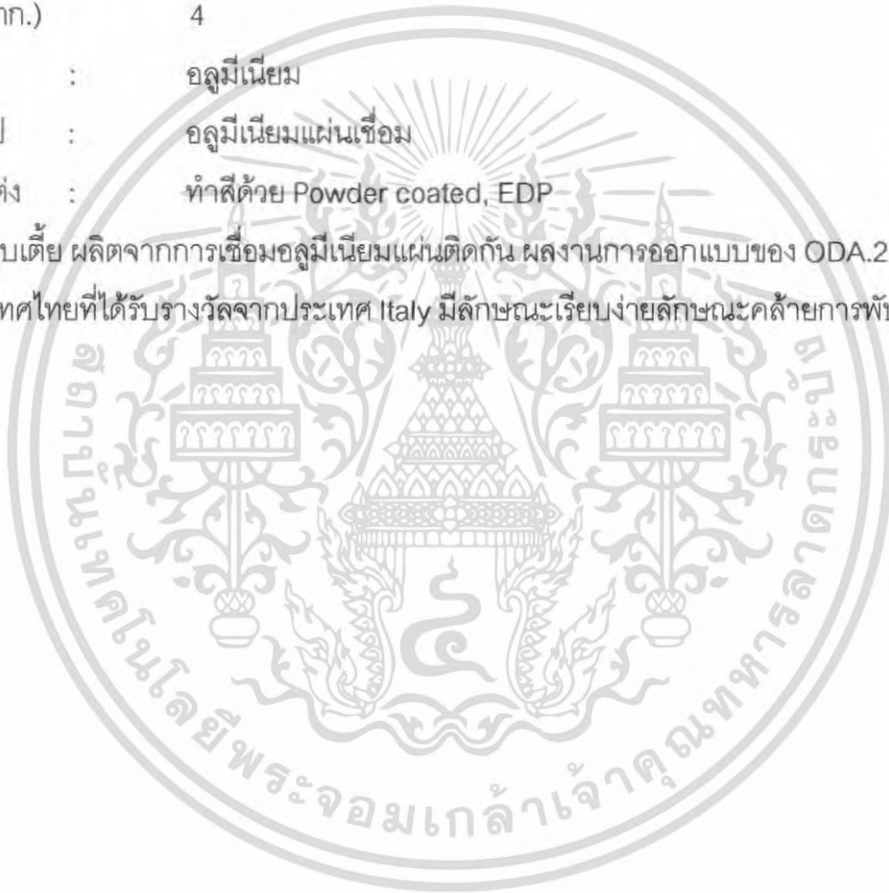 าก.) 4
: อลูมีเนียม
ป : อลูมีเนียมแผ่นเชื่อม
ต่ง : ทำสีด้วย Powder coated, EDP
บเตี้ย ผลิตจากการเชื่อมอลูมีเนียมแผ่นติดกัน ผลงานการออกแบบของ ODA.2
ทศไทยที่ได้รับรางวัลจากประเทศ Italy มีลักษณะเรียบง่ายลักษณะคล้ายการพับ
สถาบันเทคโนโลยีพระจอมเกล้าเจ้าคุณทหารลาดกระบัง
๔